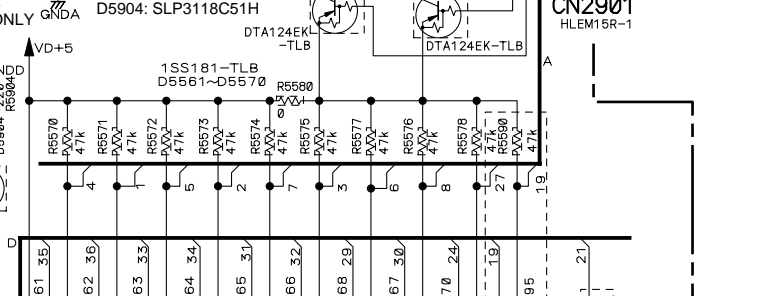 ONLY
GNDA
D5904: SLP3118C51H
CN2901
HLEM15R-1
DTA124EK
-TLB
DTA124EK-TLB
VD+5
A
1SS181-TLB
D5561~D5570
R5580
0
R5904
R5570
47k
R5571
47k
R5572
47k
R5573
47k
R5574
47k
R5575
47k
R5577
47k
R5576
47k
R5578
47k
R5590
47k
4
1
5
2
7
3
6
8
27
19
D
35
36
33
34
31
32
29
30
24
19
21
61
62
63
64
65
66
68
67
70
95